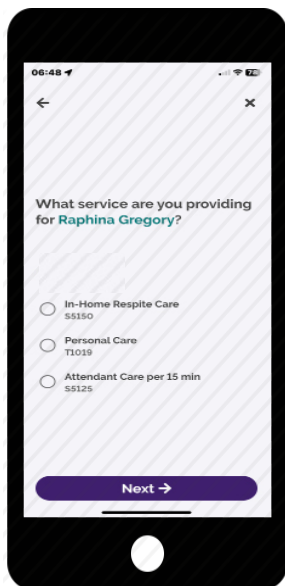 06:48
78
What service are you providing
for Raphina Gregory?
In-Home Respite Care
S5150
Personal Care
T1019
Attendant Care per 15 min
S5125
Next →